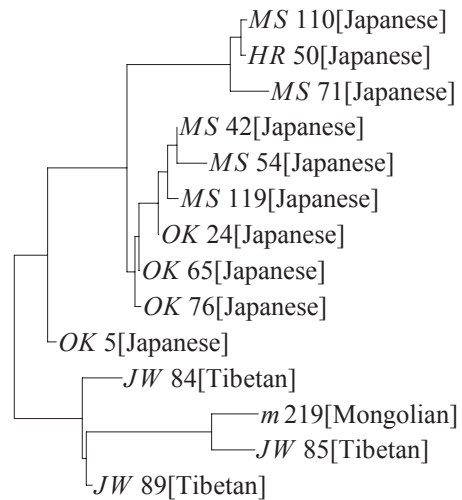 MS 110[Japanese]
HR 50[Japanese]
MS 71[Japanese]
MS 42[Japanese]
MS 54[Japanese]
MS 119[Japanese]
OK 24[Japanese]
OK 65[Japanese]
OK 76[Japanese]
OK 5[Japanese]
JW 84[Tibetan]
m 219[Mongolian]
JW 85[Tibetan]
JW 89[Tibetan]